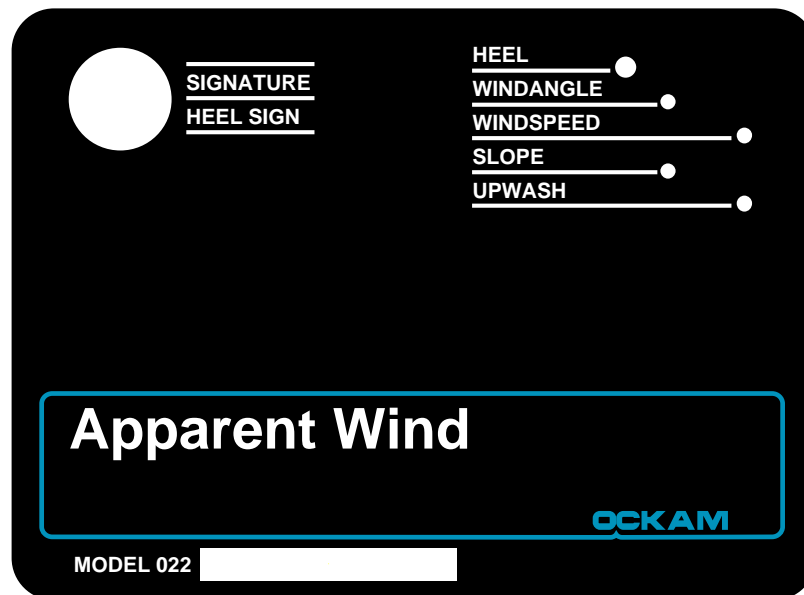 SIGNATURE
HEEL SIGN
HEEL
WINDANGLE
WINDSPEED
SLOPE
UPWASH
Apparent Wind
OCKAM
MODEL 022